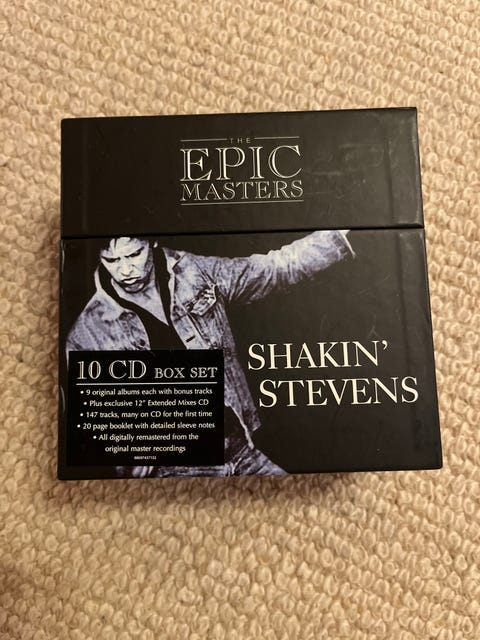 THE
EPIC
MASTERS
SHAKIN'
STEVENS
10 CD BOX SET
• 9 original albums each with bonus tracks
• Plus exclusive 12" Extended Mixes CD
• 147 tracks, many on CD for the first time
• 20 page booklet with detailed sleeve notes
• All digitally remastered from the
original master recordings